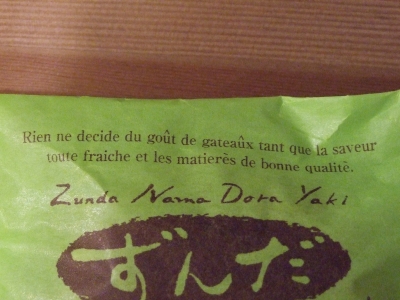 Rien ne decide du goût de gateaûx tant que la saveur
toute fraiche et les matierès de bonne qualitè.
Zunda Nama Dora Yaki
ずんだ